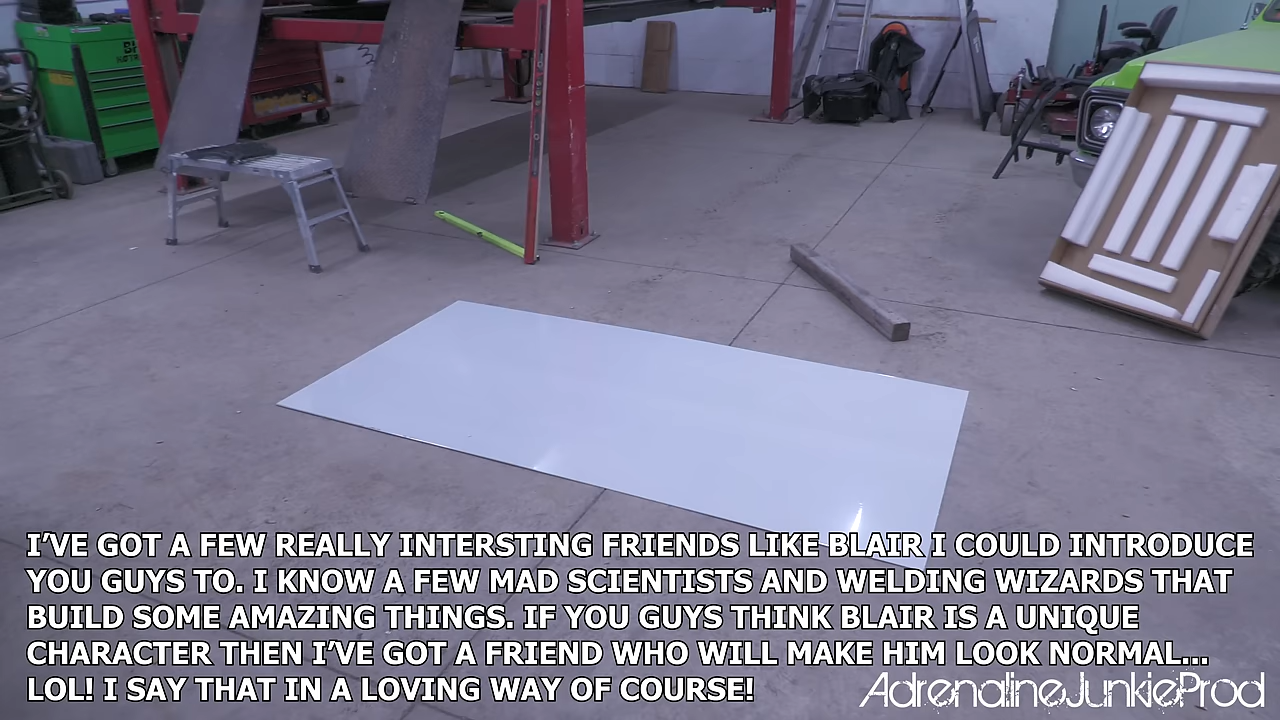 I'VE GOT A FEW REALLY INTERSTING FRIENDS LIKE BLAIR I COULD INTRODUCE
YOU GUYS TO. I KNOW A FEW MAD SCIENTISTS AND WELDING WIZARDS THAT
BUILD SOME AMAZING THINGS. IF YOU GUYS THINK BLAIR IS A UNIQUE
CHARACTER THEN I'VE GOT A FRIEND WHO WILL MAKE HIM LOOK NORMAL...
LOL! I SAY THAT IN A LOVING WAY OF COURSE!
AdrenalineJunkieProd